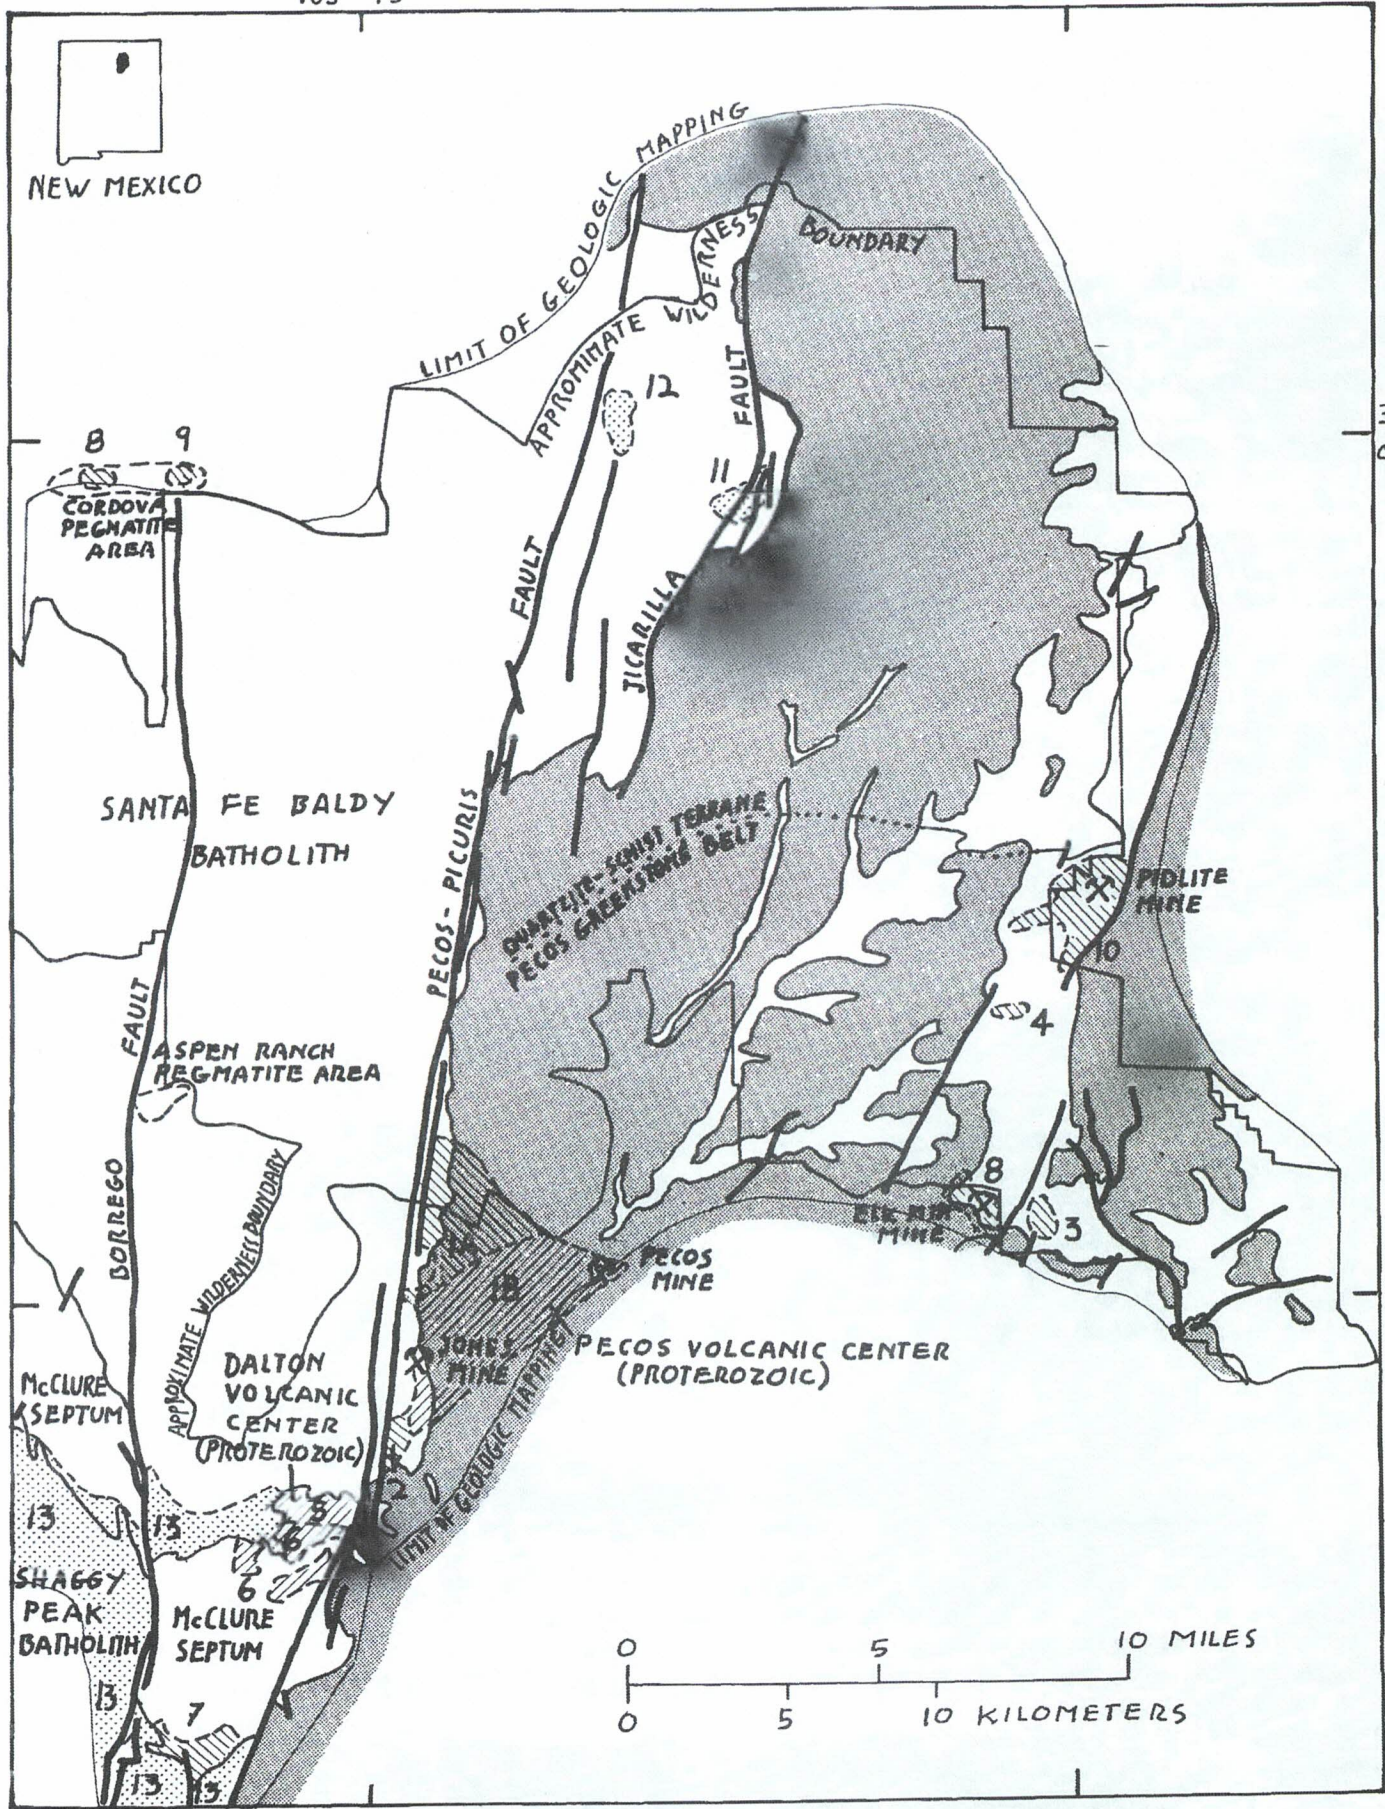 NEW MEXICO
LIMIT OF GEOLOGIC MAPPING
APPROMIMATE WILDERNESS BOUNDARY
12
FAULT
8
9
11
CORDOVA
PEGMATITE
AREA
FAULT
JICARILLA
SANTA FE BALDY
BATHOLITH
QUARTZITE-SCHIST TERRANE
PECOS GREENSTONE BELT
PECOS-PICURIS
PIDLITE
MINE
10
FAULT
4
ASPEN RANCH
PEGMATITE AREA
BORREGO
APPROXIMATE WILDERNESS BOUNDARY
8
ELK MTN
MINE
3
PECOS
MINE
1B
JONES
MINE
PECOS VOLCANIC CENTER
(PROTEROZOIC)
McCLURE
SEPTUM
DALTON
VOLCANIC
CENTER
(PROTEROZOIC)
LIMIT OF GEOLOGIC MAPPING
2
13
13
5
6
SHAGGY
PEAK
BATHOLITH
McCLURE
SEPTUM
13
7
13
13
0 5 10 MILES
0 5 10 KILOMETERS